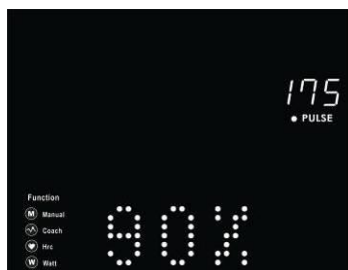 175
PULSE
Function
M Manual
Coach
Hrc
W Watt
90%